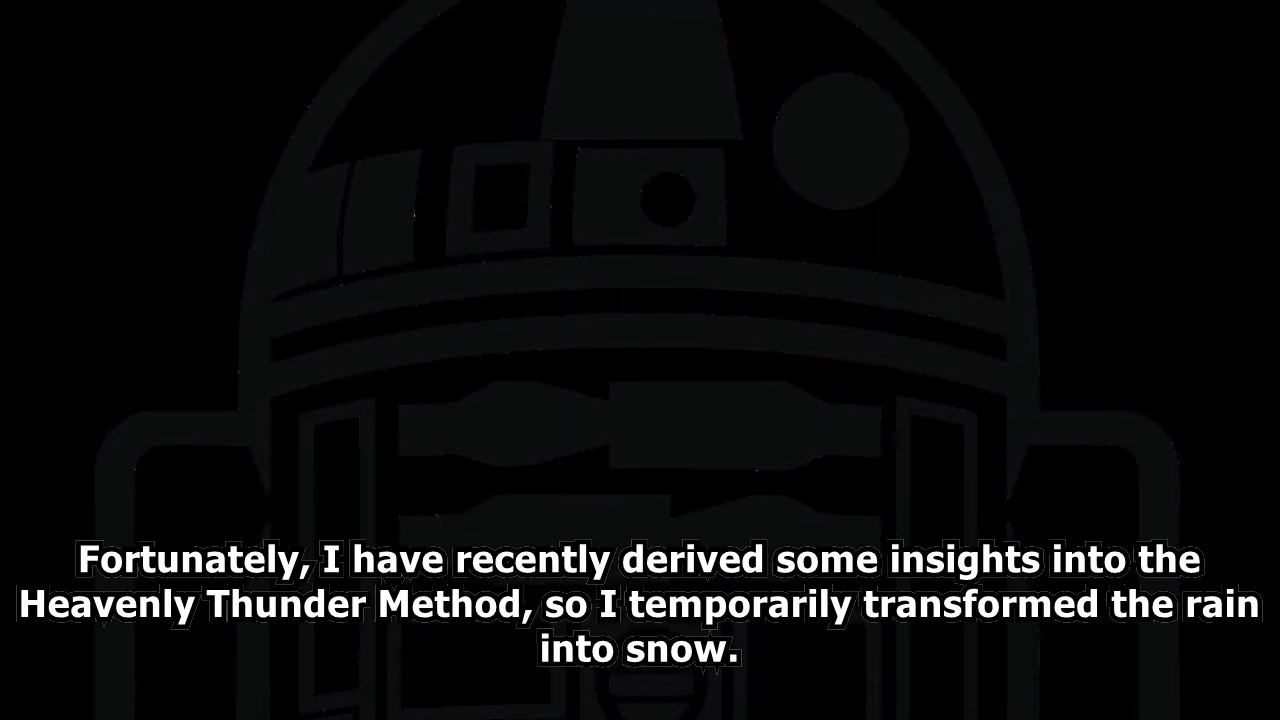 Fortunately, I have recently derived some insights into the
Heavenly Thunder Method, so I temporarily transformed the rain
into snow.